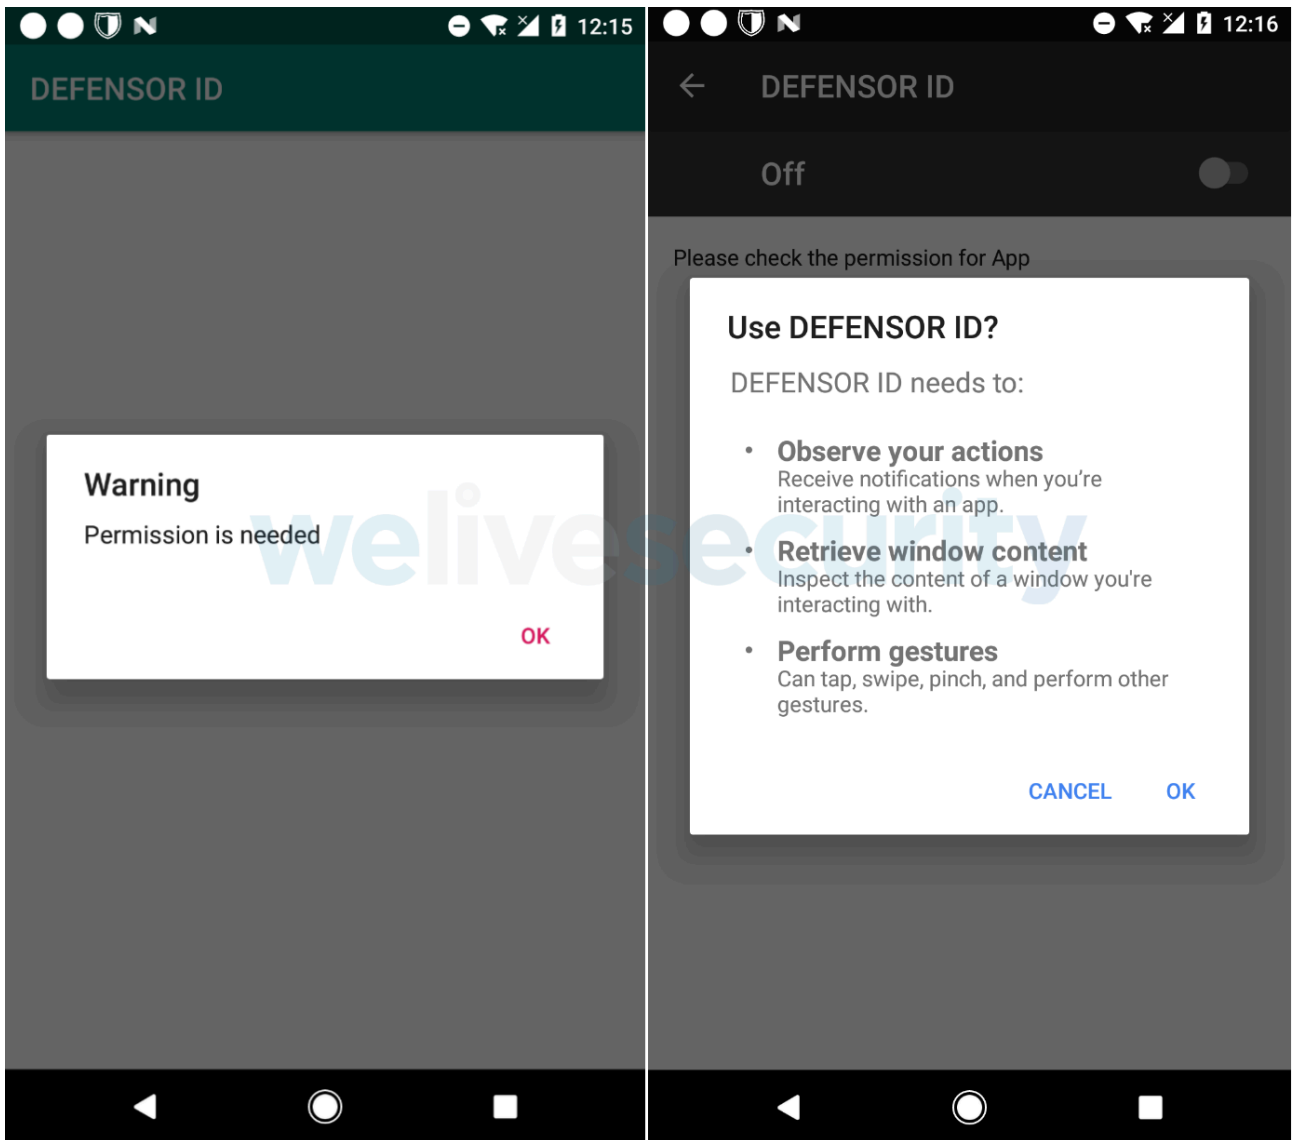 12:15
DEFENSOR ID
Warning
Permission is needed
OK
12:16
DEFENSOR ID
Off
Please check the permission for App
Use DEFENSOR ID?
DEFENSOR ID needs to:
• Observe your actions
Receive notifications when you’re
interacting with an app.
• Retrieve window content
Inspect the content of a window you're
interacting with.
• Perform gestures
Can tap, swipe, pinch, and perform other
gestures.
CANCEL OK
welivesecurity